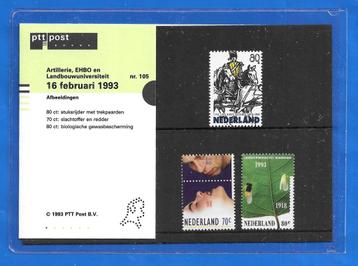 ptt post
Artillerie, EHBO en
Landbouwuniversiteit nr. 105
16 februari 1993
Afbeeldingen
80 ct: stukarijder met trekpaarden
70 ct: slachtoffer en redder
80 ct: biologische gewasbescherming
© 1993 PTT Post B.V.
80
NEDERLAND
NEDERLAND 70c
1993
1918
NEDERLAND 80c